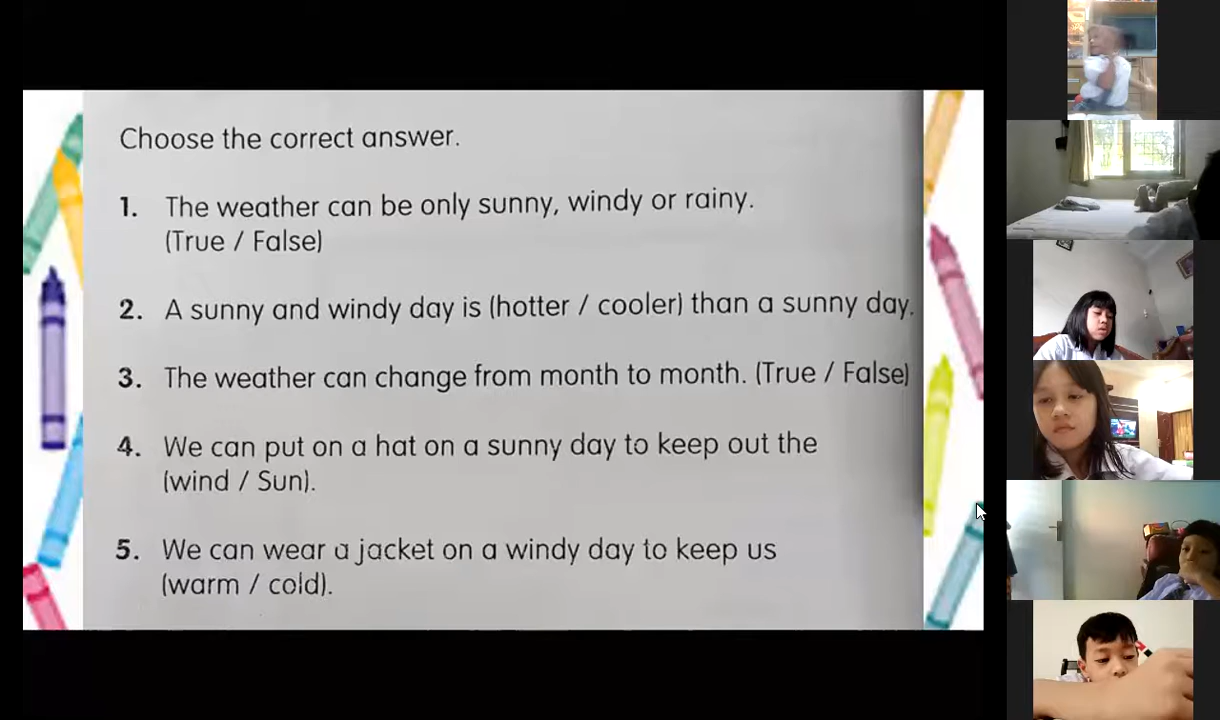 Choose the correct answer.
1. The weather can be only sunny, windy or rainy.
(True / False)
2. A sunny and windy day is (hotter / cooler) than a sunny day.
3. The weather can change from month to month. (True / False)
4. We can put on a hat on a sunny day to keep out the
(wind / Sun).
5. We can wear a jacket on a windy day to keep us
(warm / cold).